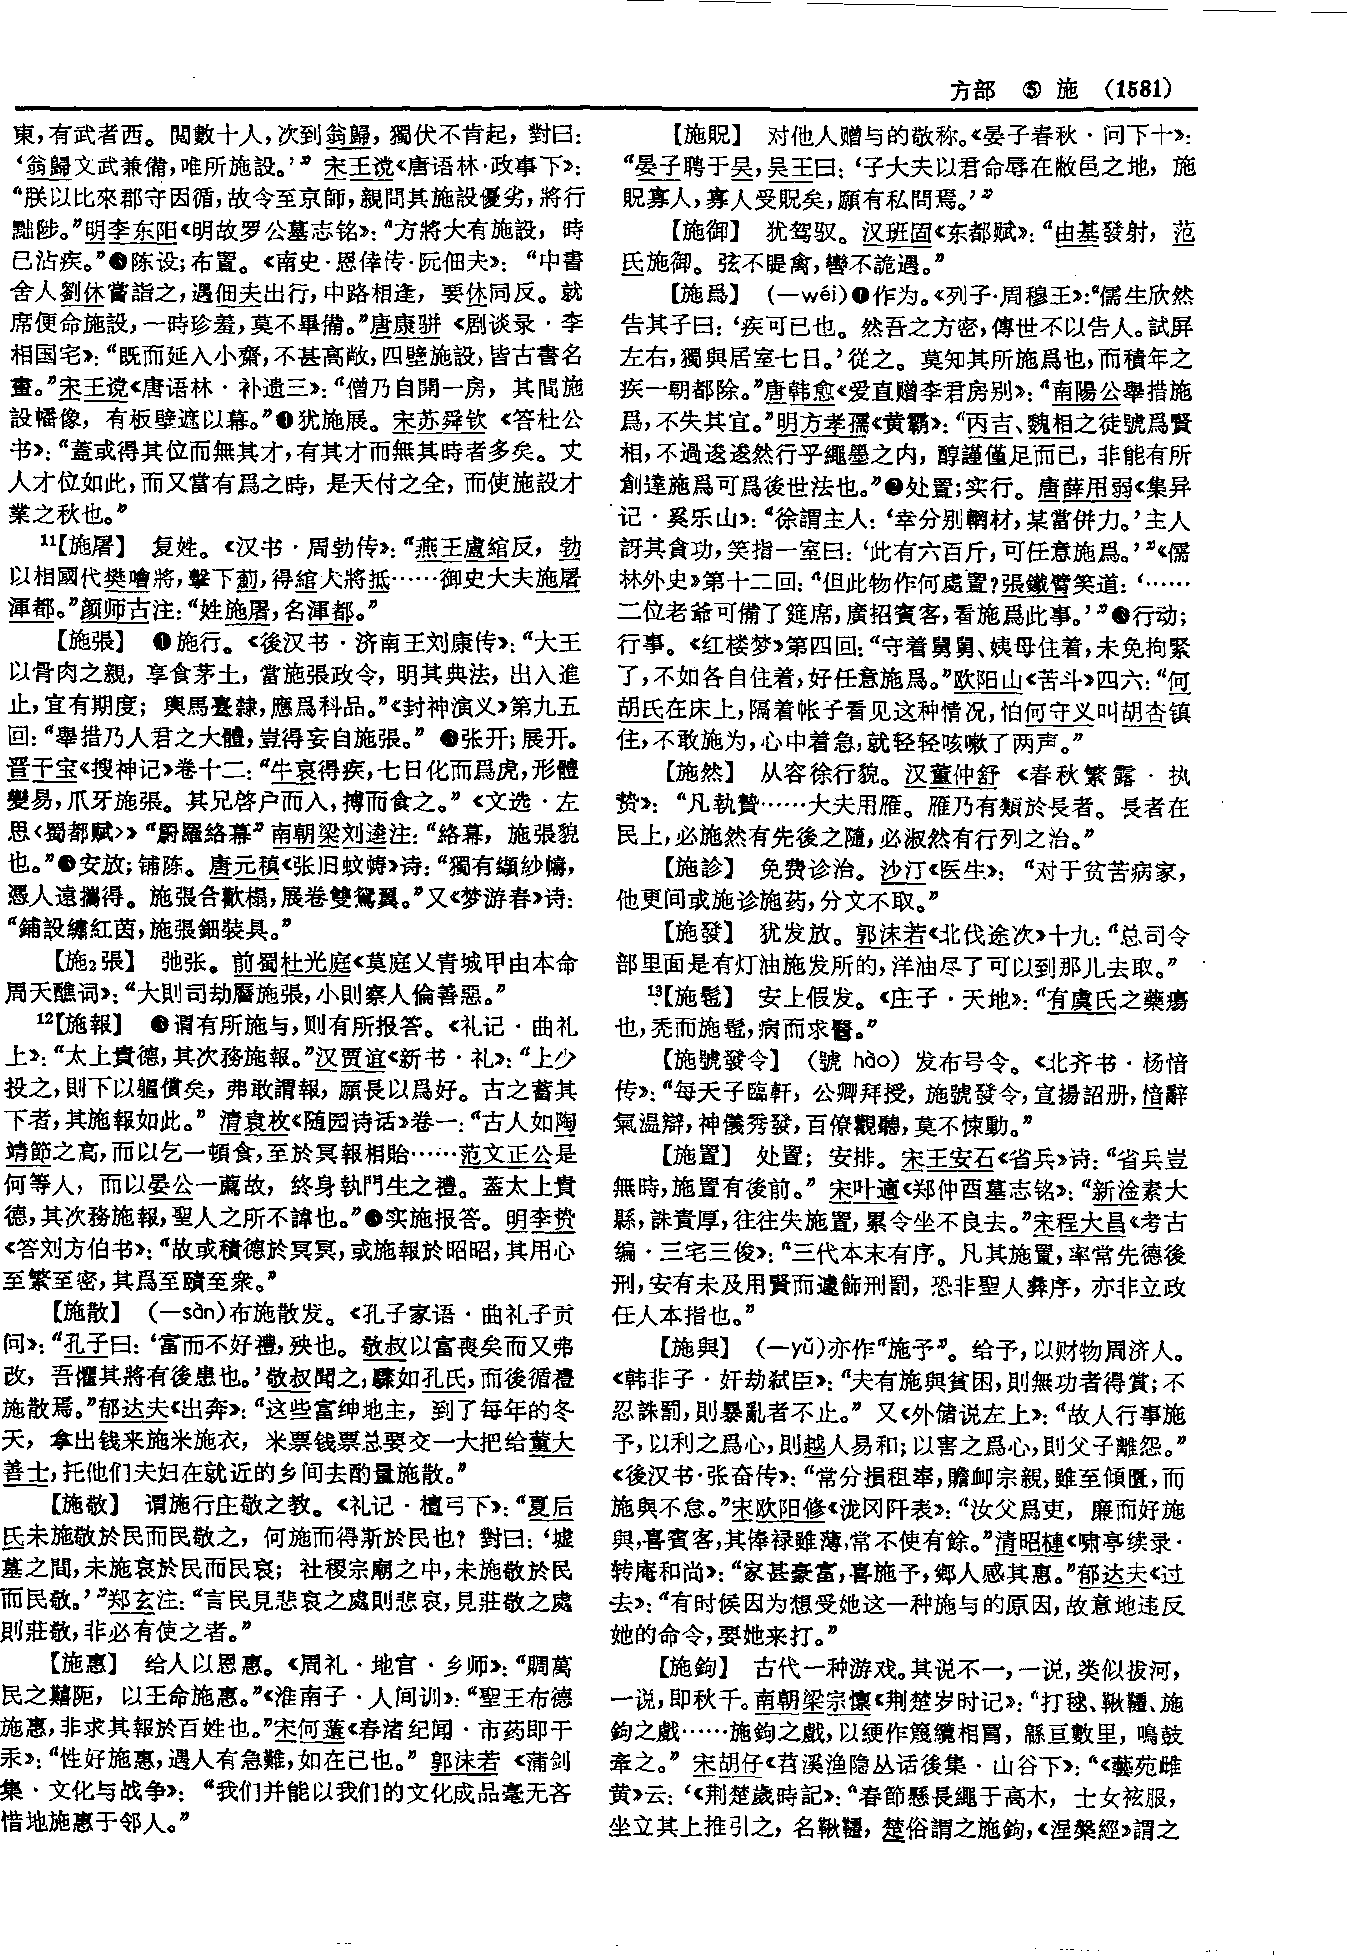 方部 ⑤ 施 (1581)
東,有武者西。閲數十人,次到翁歸,獨伏不肯起,對曰:
‘翁歸文武兼備,唯所施設。’” 宋王谠《唐语林·政事下》:
“朕以比來郡守因循,故令至京師,親問其施設優劣,將行
黜陟。”明李东阳《明故罗公墓志铭》:“方將大有施設,時
已沾疾。”❸陈设;布置。《南史·恩倖传·阮佃夫》:“中書
舍人劉休嘗詣之,遇佃夫出行,中路相逢,要休同反。就
席便命施設,一時珍羞,莫不畢備。”唐康骈《剧谈录·李
相国宅》:“既而延入小齋,不甚高敞,四壁施設,皆古書名
畫。”宋王谠《唐语林·补遗三》:“僧乃自開一房,其間施
設幡像,有板壁遮以幕。”❹犹施展。宋苏舜钦《答杜公
书》:“蓋或得其位而無其才,有其才而無其時者多矣。丈
人才位如此,而又當有爲之時,是天付之全,而使施設才
業之秋也。”
11【施屠】 复姓。《汉书·周勃传》:“燕王盧綰反,勃
以相國代樊噲將,擊下薊,得綰大將抵……御史大夫施屠
渾都。”颜师古注:“姓施屠,名渾都。”
【施張】 ❶施行。《後汉书·济南王刘康传》:“大王
以骨肉之親,享食茅土,當施張政令,明其典法,出入進
止,宜有期度;輿馬臺隸,應爲科品。”《封神演义》第九五
回:“舉措乃人君之大體,豈得妄自施張。” ❷张开;展开。
晋干宝《搜神记》卷十二:“牛哀得疾,七日化而爲虎,形體
變易,爪牙施張。其兄啓户而入,搏而食之。”《文选·左
思〈蜀都赋〉》“罻羅絡幕”南朝梁刘逵注:“絡幕,施張貌
也。”❸安放;铺陈。唐元稹《张旧蚊帱》诗:“獨有纈紗幬,
憑人遠攜得。施張合歡榻,展卷雙鴛翼。”又《梦游春》诗:
“鋪設繡紅茵,施張鈿裝具。”
【施2張】 弛张。前蜀杜光庭《莫庭乂青城甲申本命
周天醮词》:“大則司劫曆施張,小則察人倫善惡。”
12【施報】 ❶谓有所施与,则有所报答。《礼记·曲礼
上》:“太上貴德,其次務施報。”汉贾谊《新书·礼》:“上少
投之,則下以軀償矣,弗敢謂報,願長以爲好。古之蓄其
下者,其施報如此。” 清袁枚《随园诗话》卷一:“古人如陶
靖節之高,而以乞一頓食,至於冥報相貽……范文正公是
何等人,而以晏公一薦故,終身執門生之禮。蓋太上貴
德,其次務施報,聖人之所不諱也。”❷实施报答。明李贽
《答刘方伯书》:“故或積德於冥冥,或施報於昭昭,其用心
至繁至密,其爲至賾至衆。”
【施散】 (—sàn)布施散发。《孔子家语·曲礼子贡
问》:“孔子曰:‘富而不好禮,殃也。敬叔以富喪矣而又弗
改,吾懼其將有後患也。’敬叔聞之,驟如孔氏,而後循禮
施散焉。”郁达夫《出奔》:“这些富绅地主,到了每年的冬
天,拿出钱来施米施衣,米票钱票总要交一大把给董大
善士,托他们夫妇在就近的乡间去酌量施散。”
【施敬】 谓施行庄敬之教。《礼记·檀弓下》:“夏后
氏未施敬於民而民敬之,何施而得斯於民也?對曰:‘墟
墓之間,未施哀於民而民哀;社稷宗廟之中,未施敬於民
而民敬。’”郑玄注:“言民見悲哀之處則悲哀,見莊敬之處
則莊敬,非必有使之者。”
【施惠】 给人以恩惠。《周礼·地官·乡师》:“賙萬
民之囏阨,以王命施惠。”《淮南子·人间训》:“聖王布德
施惠,非求其報於百姓也。”宋何薳《春渚纪闻·市药即干
汞》:“性好施惠,遇人有急難,如在己也。” 郭沫若《蒲剑
集·文化与战争》:“我们并能以我们的文化成品毫无吝
惜地施惠于邻人。”
【施貺】 对他人赠与的敬称。《晏子春秋·问下十》:
“晏子聘于吴,吴王曰:‘子大夫以君命辱在敝邑之地,施
貺寡人,寡人受貺矣,願有私問焉。’”
【施御】 犹驾驭。汉班固《东都赋》:“由基發射,范
氏施御。弦不睼禽,轡不詭遇。”
【施爲】 (—wéi)❶作为。《列子·周穆王》:“儒生欣然
告其子曰:‘疾可已也。然吾之方密,傳世不以告人。試屏
左右,獨與居室七日。’從之。莫知其所施爲也,而積年之
疾一朝都除。”唐韩愈《爱直赠李君房别》:“南陽公舉措施
爲,不失其宜。”明方孝孺《黄霸》:“丙吉、魏相之徒號爲賢
相,不過逡逡然行乎繩墨之内,醇謹僅足而已,非能有所
創達施爲可爲後世法也。”❷处置;实行。唐薛用弱《集异
记·奚乐山》:“徐謂主人:‘幸分别輞材,某當併力。’主人
訝其貪功,笑指一室曰:‘此有六百斤,可任意施爲。’”《儒
林外史》第十二回:“但此物作何處置?張鐵臂笑道:‘……
二位老爺可備了筵席,廣招賓客,看施爲此事。’”❸行动;
行事。《红楼梦》第四回:“守着舅舅、姨母住着,未免拘緊
了,不如各自住着,好任意施爲。”欧阳山《苦斗》四六:“何
胡氏在床上,隔着帐子看见这种情况,怕何守义叫胡杏镇
住,不敢施为,心中着急,就轻轻咳嗽了两声。”
【施然】 从容徐行貌。汉董仲舒《春秋繁露·执
贽》:“凡執贄……大夫用雁。雁乃有類於長者。長者在
民上,必施然有先後之隨,必淑然有行列之治。”
【施診】 免费诊治。沙汀《医生》:“对于贫苦病家,
他更间或施诊施药,分文不取。”
【施發】 犹发放。郭沫若《北伐途次》十九:“总司令
部里面是有灯油施发所的,洋油尽了可以到那儿去取。”
13【施髢】 安上假发。《庄子·天地》:“有虞氏之藥瘍
也,秃而施髢,病而求醫。”
【施號發令】 (號 hào) 发布号令。《北齐书·杨愔
传》:“每天子臨軒,公卿拜授,施號發令,宣揚詔册,愔辭
氣温辯,神儀秀發,百僚觀聽,莫不悚動。”
【施置】 处置;安排。宋王安石《省兵》诗:“省兵豈
無時,施置有後前。” 宋叶適《郑仲酉墓志铭》:“新淦素大
縣,誅責厚,往往失施置,累令坐不良去。”宋程大昌《考古
编·三宅三俊》:“三代本末有序。凡其施置,率常先德後
刑,安有未及用賢而遽飾刑罰,恐非聖人彝序,亦非立政
任人本指也。”
【施與】 (—yǔ)亦作“施予”。给予,以财物周济人。
《韩非子·奸劫弑臣》:“夫有施與貧困,則無功者得賞;不
忍誅罰,則暴亂者不止。” 又《外储说左上》:“故人行事施
予,以利之爲心,則越人易和;以害之爲心,則父子離怨。”
《後汉书·张奋传》:“常分損租奉,贍卹宗親,雖至傾匱,而
施與不怠。”宋欧阳修《泷冈阡表》:“汝父爲吏,廉而好施
與,喜賓客,其俸禄雖薄,常不使有餘。”清昭梿《啸亭续录·
转庵和尚》:“家甚豪富,喜施予,鄉人感其惠。”郁达夫《过
去》:“有时候因为想受她这一种施与的原因,故意地违反
她的命令,要她来打。”
【施鉤】 古代一种游戏。其说不一,一说,类似拔河,
一说,即秋千。南朝梁宗懔《荆楚岁时记》:“打毬、鞦韆、施
鉤之戲……施鉤之戲,以綆作篾纜相罥,緜亘數里,鳴鼓
牽之。” 宋胡仔《苕溪渔隐丛话後集·山谷下》:“《藝苑雌
黄》云:‘《荆楚歲時記》:“春節懸長繩于高木,士女袨服,
坐立其上推引之,名鞦韆,楚俗謂之施鉤,《涅槃經》謂之